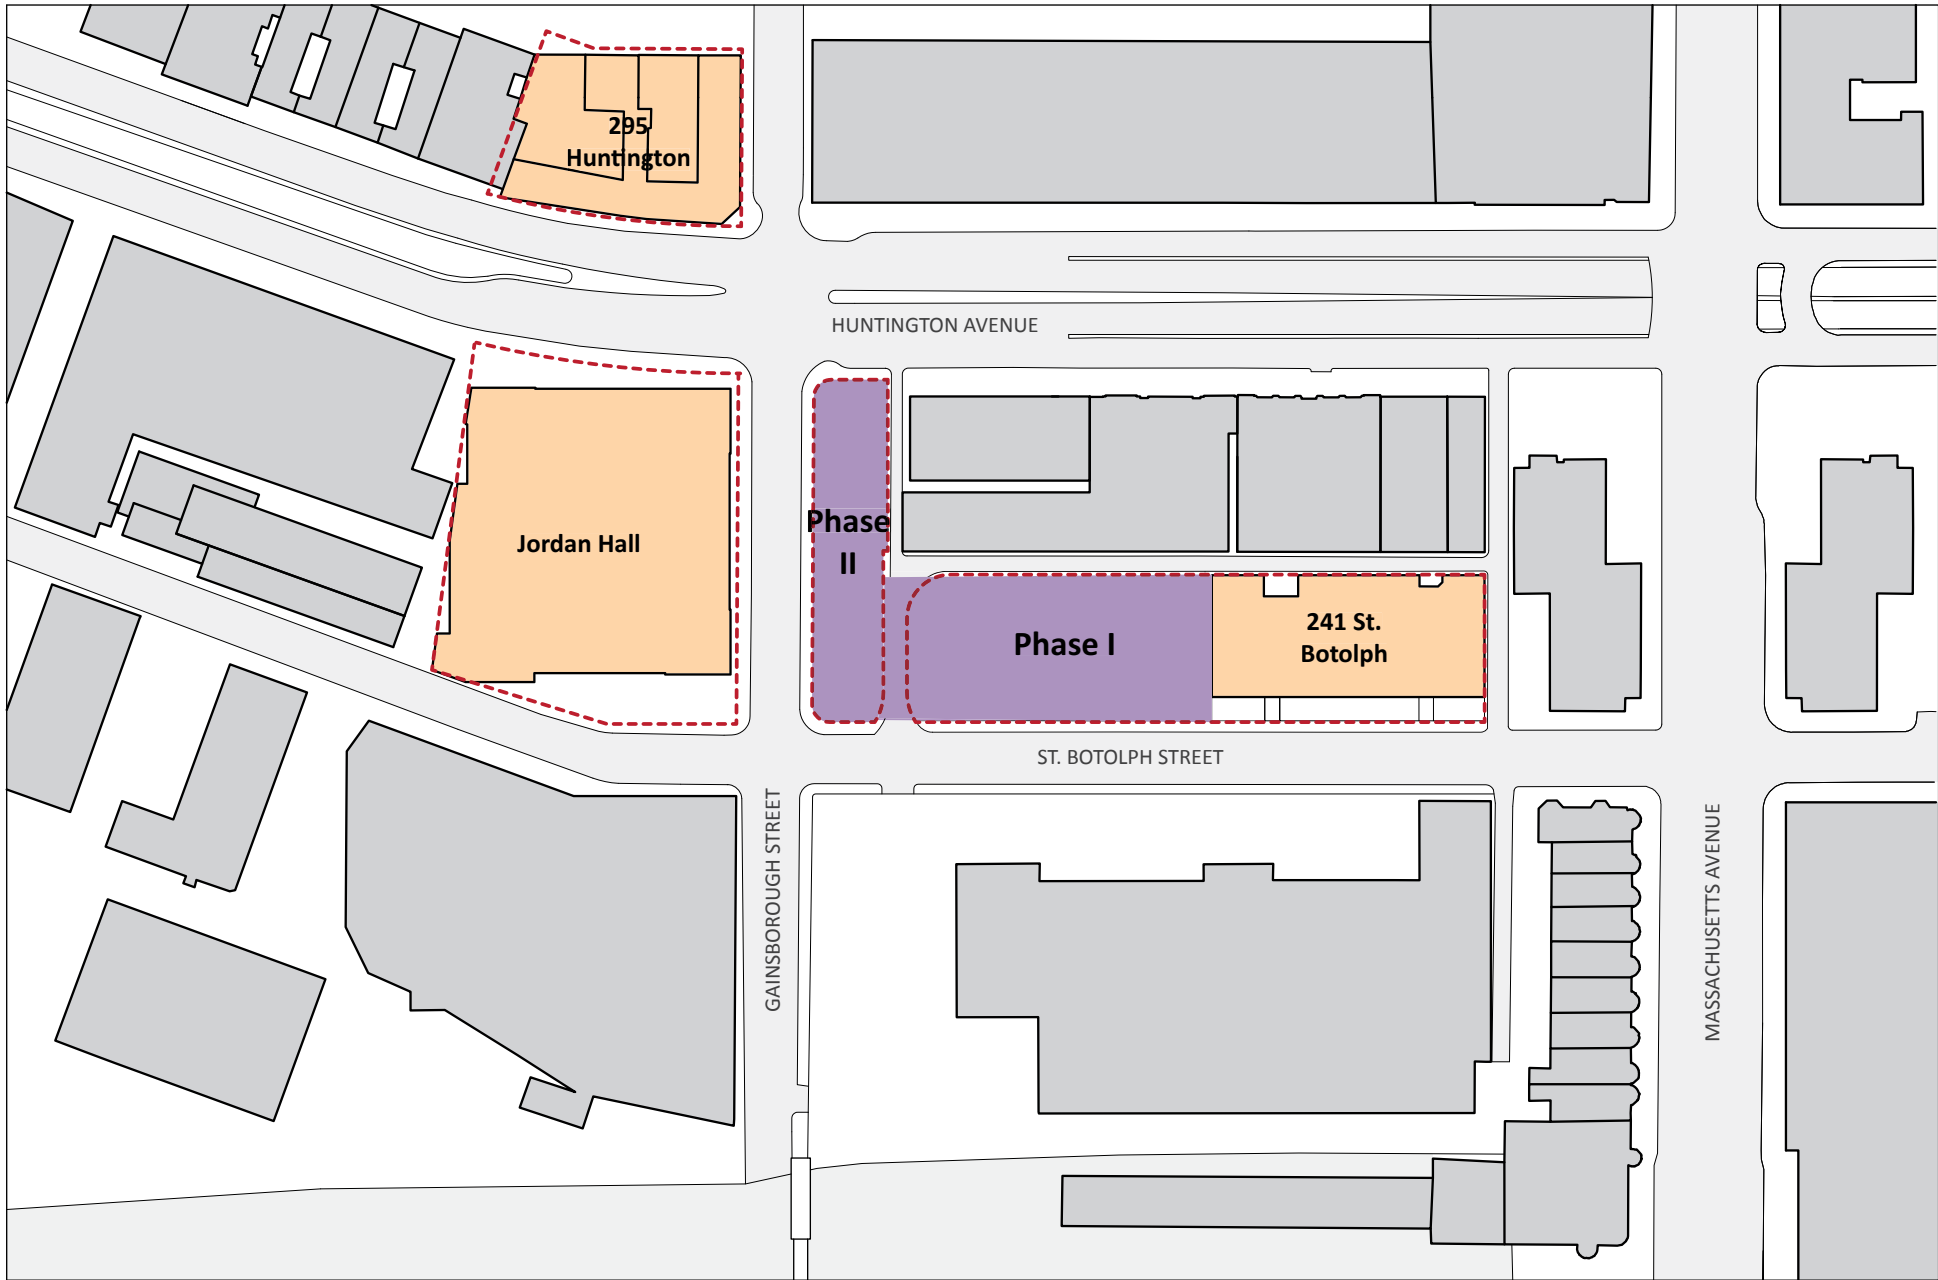 295
Huntington
HUNTINGTON AVENUE
Jordan Hall
Phase
II
Phase I
241 St.
Botolph
ST. BOTOLPH STREET
GAINSBOROUGH STREET
MASSACHUSETTS AVENUE